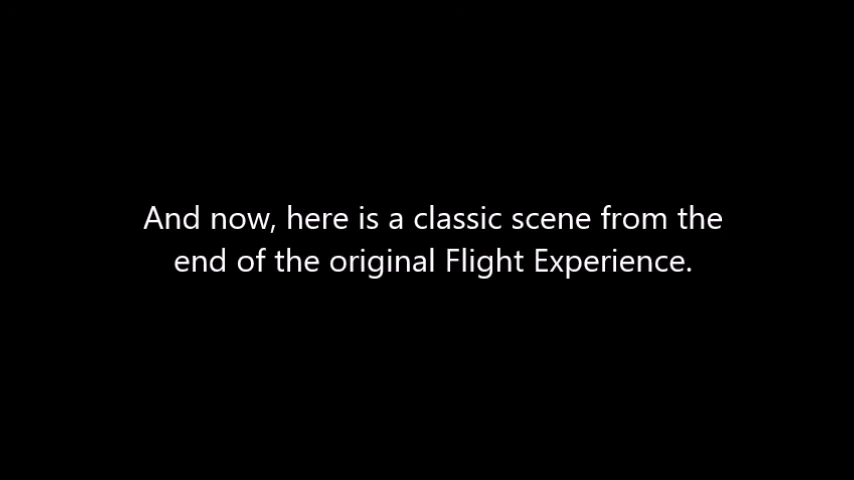 And now, here is a classic scene from the
end of the original Flight Experience.